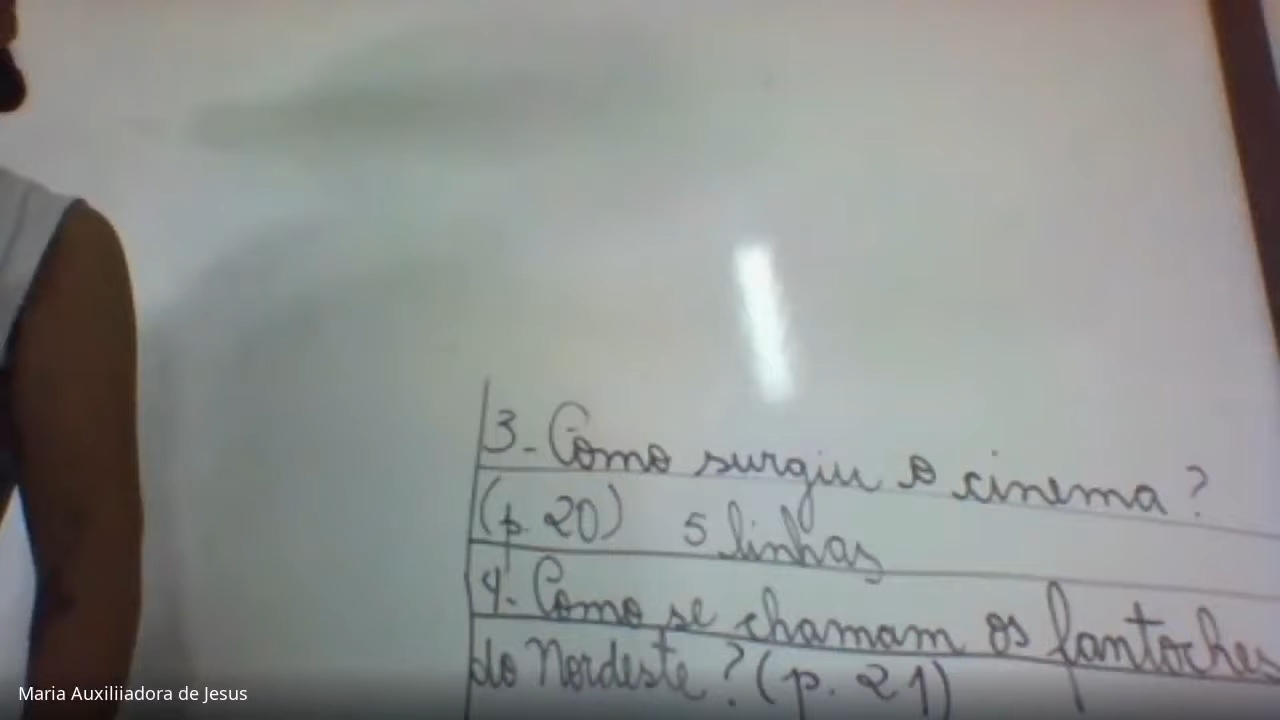 3- Como surgiu o cinema?
(p. 20) 5 linhas
4. Como se chamam os fantoches
do Nordeste? (p. 21)
Maria Auxiliiadora de Jesus